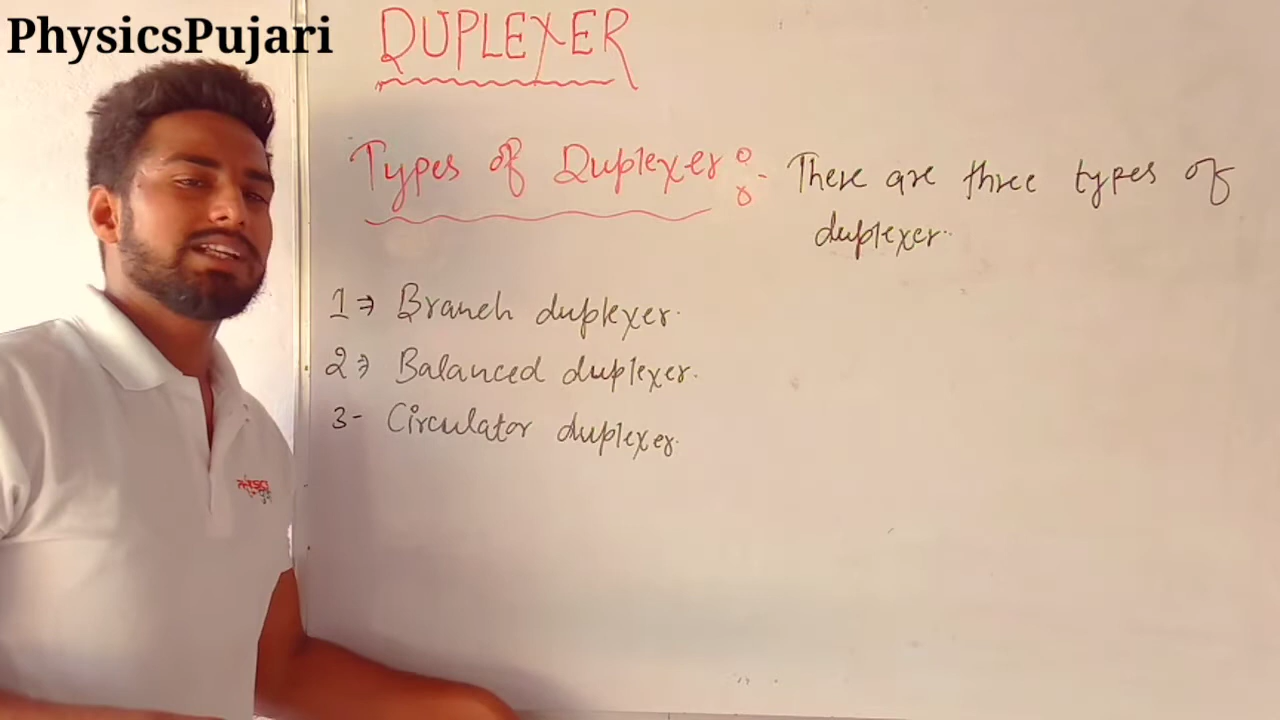 PhysicsPujari
DUPLEXER
Types of Duplexer :- There are three types of
duplexer.
1⇒ Branch duplexer.
2⇒ Balanced duplexer.
3- Circulator duplexer.